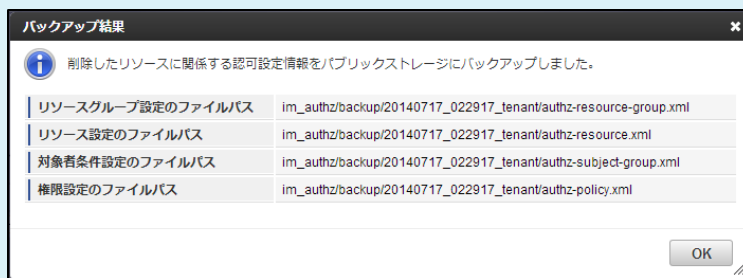 バックアップ結果
削除したリソースに関係する認可設定情報をパブリックストレージにバックアップしました。
リソースグループ設定のファイルパス im_authz/backup/20140717_022917_tenant/authz-resource-group.xml
リソース設定のファイルパス im_authz/backup/20140717_022917_tenant/authz-resource.xml
対象者条件設定のファイルパス im_authz/backup/20140717_022917_tenant/authz-subject-group.xml
権限設定のファイルパス im_authz/backup/20140717_022917_tenant/authz-policy.xml
OK